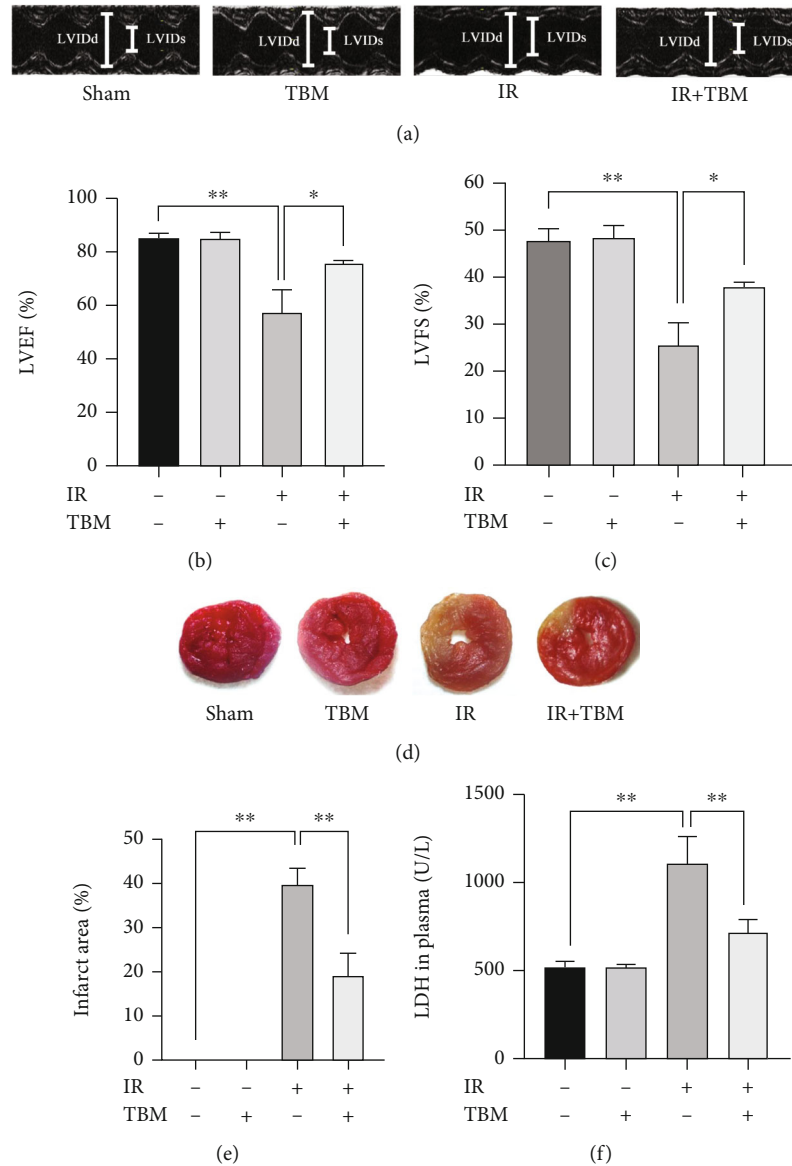 LVIDd LVIDs LVIDd LVIDs LVIDd LVIDs LVIDd LVIDs
Sham TBM IR IR+TBM
(a)
100
80
60
40
20
0
LVEF (%)
** *
IR − − + +
TBM − + − +
(b)
60
50
40
30
20
10
0
LVFS (%)
** *
IR − − + +
TBM − + − +
(c)
Sham TBM IR IR+TBM
(d)
50
40
30
20
10
0
Infarct area (%)
** **
IR − − + +
TBM − + − +
(e)
1500
1000
500
0
LDH in plasma (U/L)
** **
IR − − + +
TBM − + − +
(f)